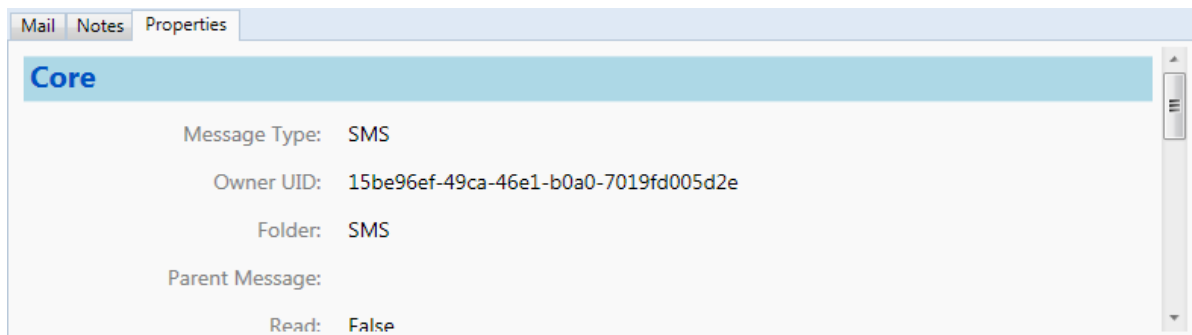 Mail Notes Properties
Core
Message Type: SMS
Owner UID: 15be96ef-49ca-46e1-b0a0-7019fd005d2e
Folder: SMS
Parent Message:
Read: False